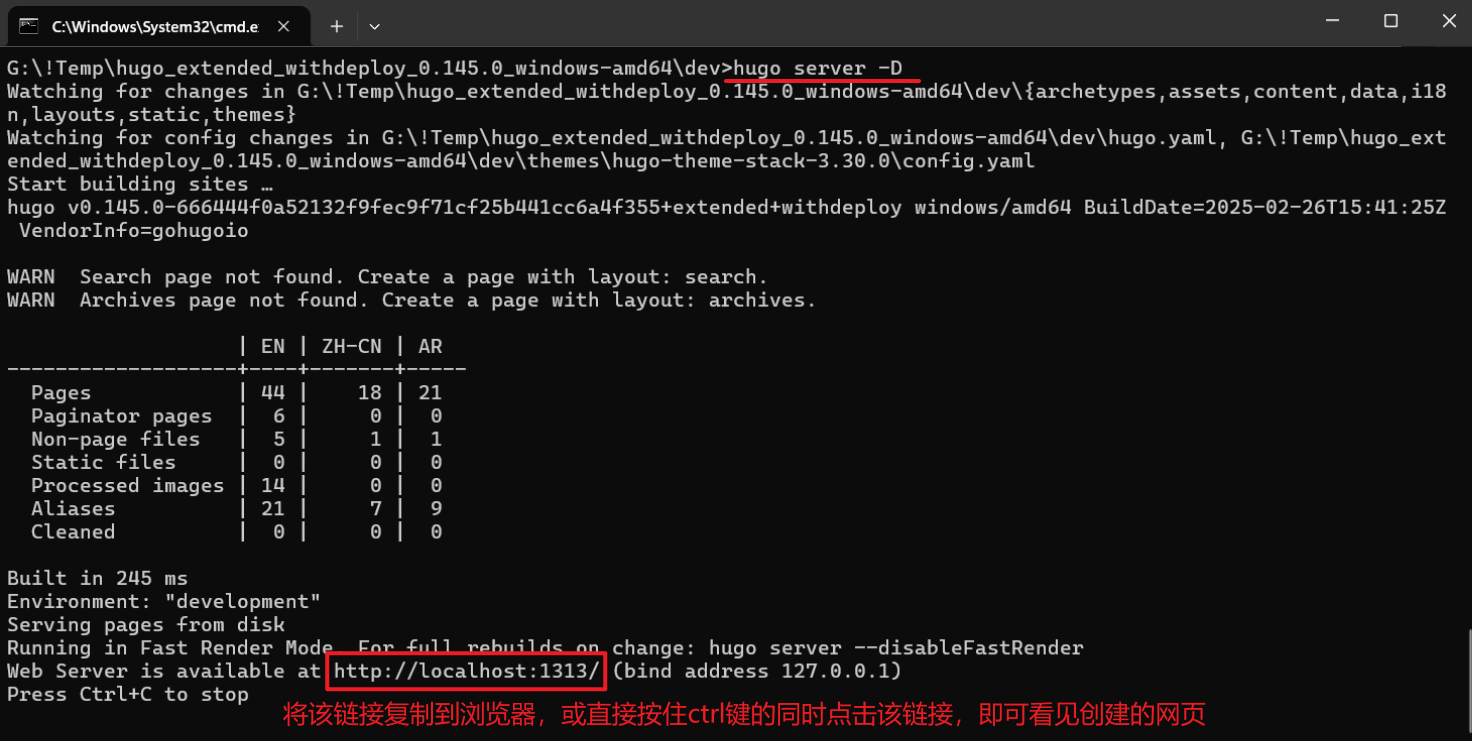 C:\Windows\System32\cmd.e
G:\!Temp\hugo_extended_withdeploy_0.145.0_windows-amd64\dev>hugo server -D
Watching for changes in G:\!Temp\hugo_extended_withdeploy_0.145.0_windows-amd64\dev\{archetypes,assets,content,data,i18
n,layouts,static,themes}
Watching for config changes in G:\!Temp\hugo_extended_withdeploy_0.145.0_windows-amd64\dev\hugo.yaml, G:\!Temp\hugo_ext
ended_withdeploy_0.145.0_windows-amd64\dev\themes\hugo-theme-stack-3.30.0\config.yaml
Start building sites …
hugo v0.145.0-666444f0a52132f9fec9f71cf25b441cc6a4f355+extended+withdeploy windows/amd64 BuildDate=2025-02-26T15:41:25Z
 VendorInfo=gohugoio
WARN  Search page not found. Create a page with layout: search.
WARN  Archives page not found. Create a page with layout: archives.
                   | EN | ZH-CN | AR
-------------------+----+-------+-----
  Pages            | 44 |    18 | 21
  Paginator pages  |  6 |     0 |  0
  Non-page files   |  5 |     1 |  1
  Static files     |  0 |     0 |  0
  Processed images | 14 |     0 |  0
  Aliases          | 21 |     7 |  9
  Cleaned          |  0 |     0 |  0
Built in 245 ms
Environment: "development"
Serving pages from disk
Running in Fast Render Mode. For full rebuilds on change: hugo server --disableFastRender
Web Server is available at http://localhost:1313/ (bind address 127.0.0.1)
Press Ctrl+C to stop
将该链接复制到浏览器，或直接按住ctrl键的同时点击该链接，即可看见创建的网页